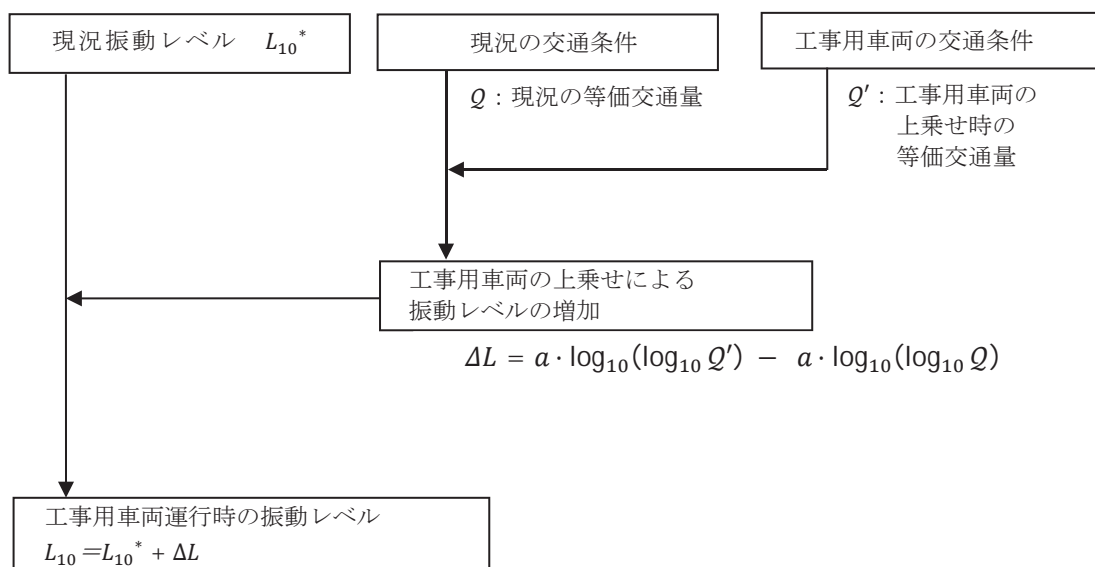 現況振動レベル L₁₀*
現況の交通条件
工事用車両の交通条件
Q：現況の等価交通量
Q′：工事用車両の
上乗せ時の
等価交通量
工事用車両の上乗せによる
振動レベルの増加
ΔL = a · log₁₀(log₁₀ Q′) − a · log₁₀(log₁₀ Q)
工事用車両運行時の振動レベル
L₁₀＝L₁₀* + ΔL